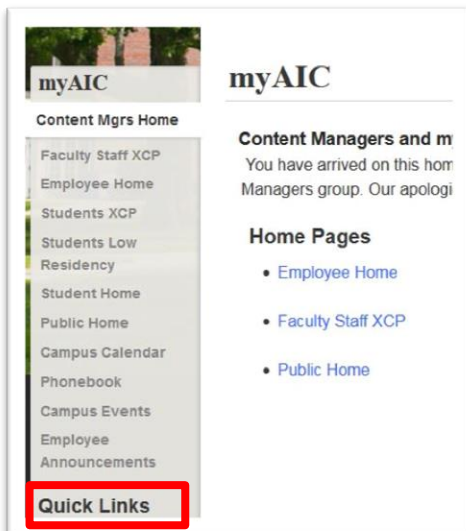 myAIC
Content Mgrs Home
Faculty Staff XCP
Employee Home
Students XCP
Students Low
Residency
Student Home
Public Home
Campus Calendar
Phonebook
Campus Events
Employee
Announcements
Quick Links
myAIC
Content Managers and
You have arrived on this
Managers group. Our
Home Pages
• Employee Home
• Faculty Staff XCP
• Public Home